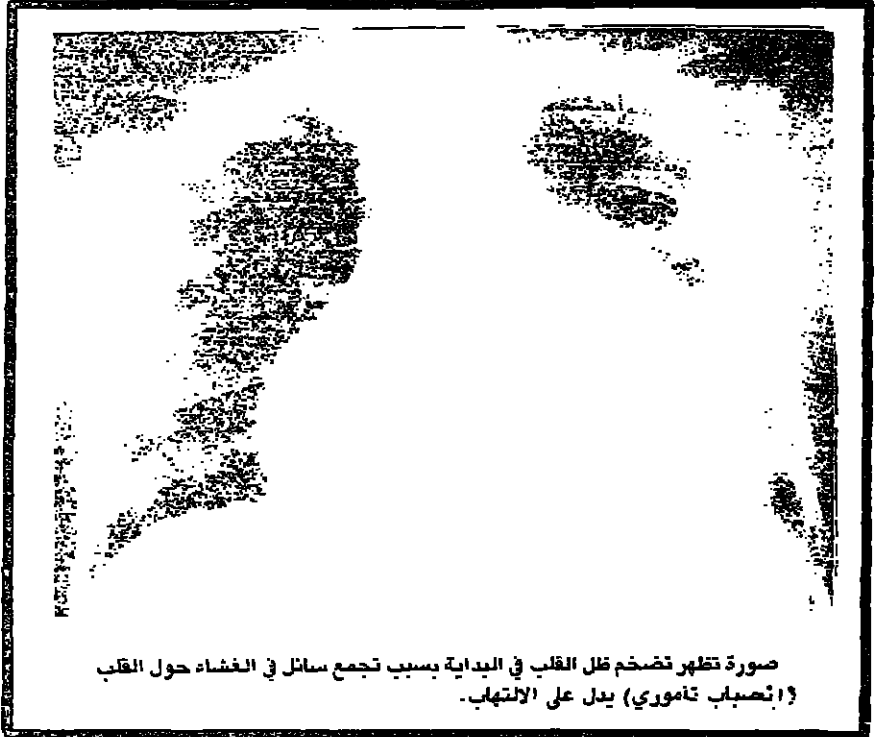 صورة تظهر تضخم ظل القلب في البداية بسبب تجمع سائل في الغشاء حول القلب
(انصباب تاموري) يدل على الالتهاب.